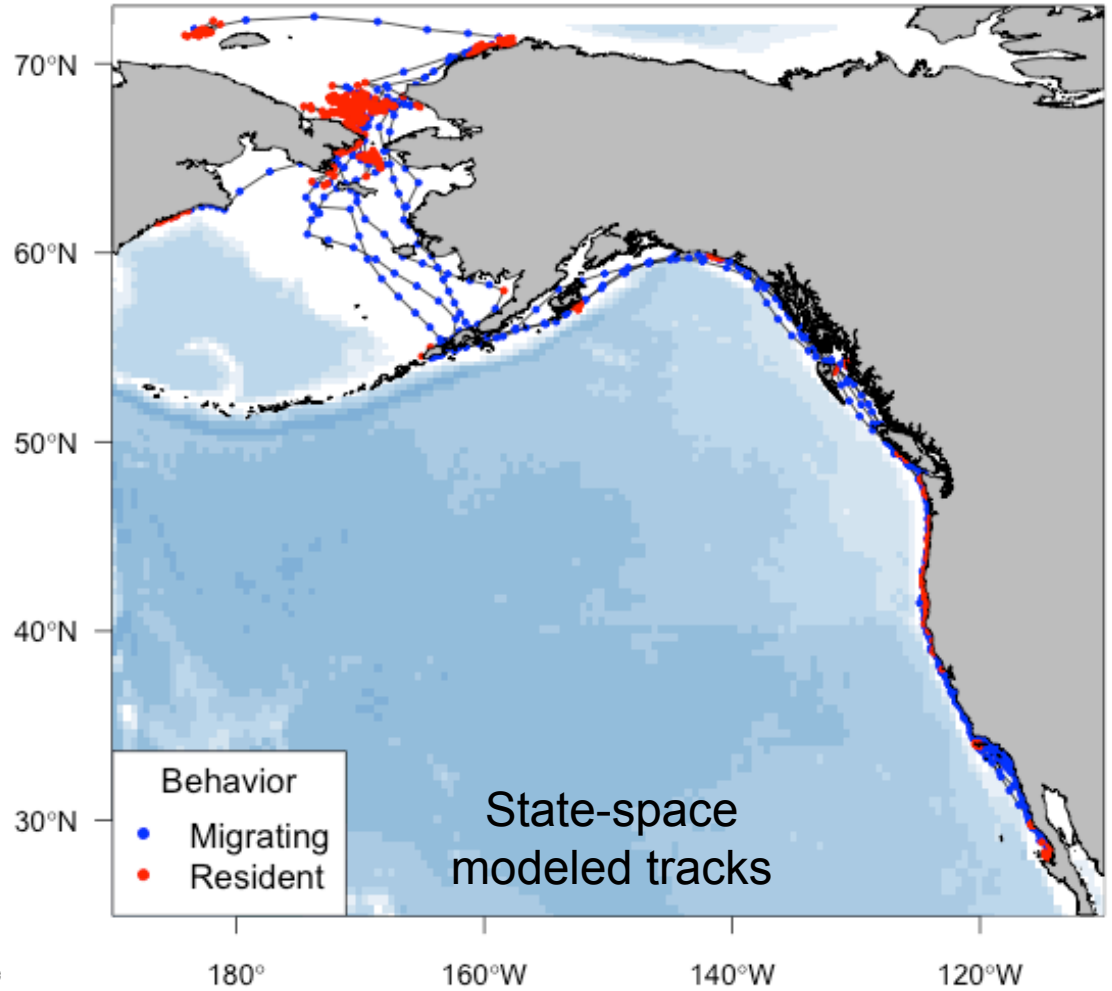 70°N
60°N
50°N
40°N
30°N
Behavior
Migrating
Resident
State-space
modeled tracks
180°
160°W
140°W
120°W